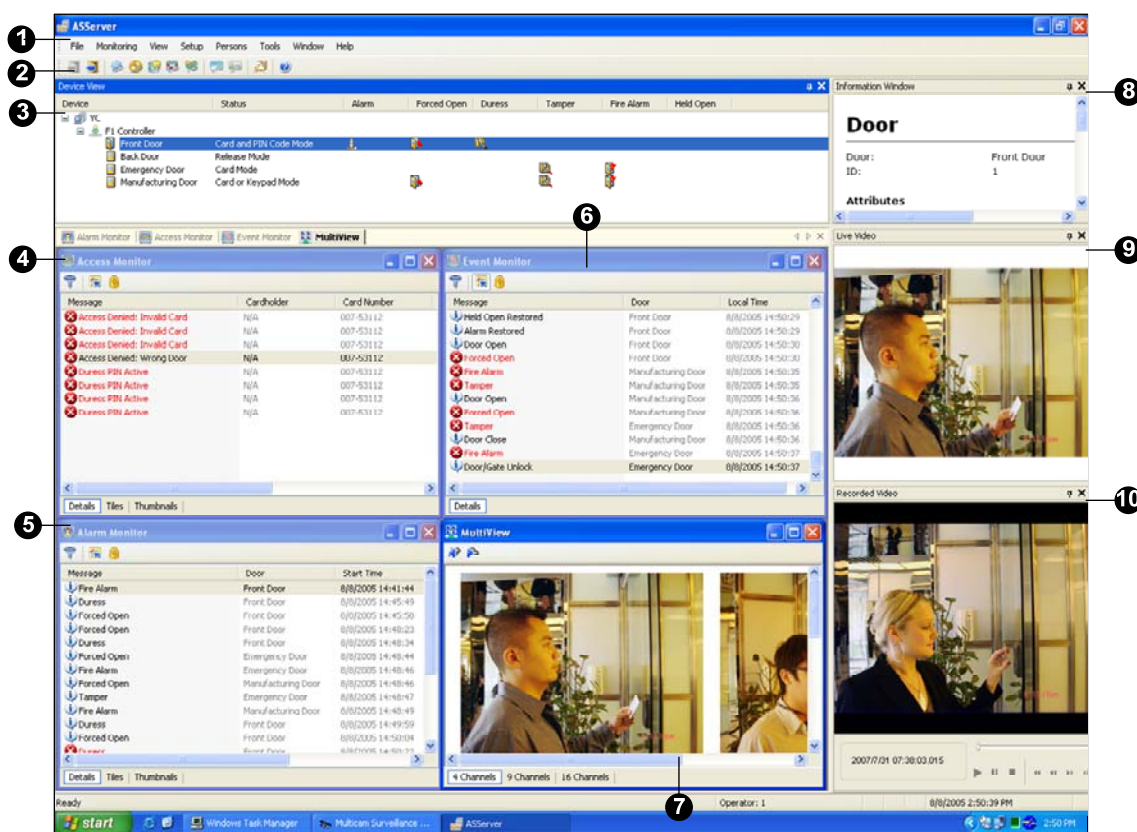 ASServer
1
File Monitoring View Setup Persons Tools Window Help
2
Device View
Information Window
8
Device Status Alarm Forced Open Duress Tamper Fire Alarm Held Open
3
YC
F1 Controller
Front Door Card and PIN Code Mode
Back Door Release Mode
Emergency Door Card Mode
Manufacturing Door Card or Keypad Mode
Door
Door: Front Door
ID: 1
Attributes
6
Alarm Monitor Access Monitor Event Monitor MultiView
Live Video
9
4
Access Monitor
Message Cardholder Card Number
Access Denied: Invalid Card N/A 007-53112
Access Denied: Invalid Card N/A 007-53112
Access Denied: Invalid Card N/A 007-53112
Access Denied: Wrong Door N/A 007-53112
Duress PIN Active N/A 007-53112
Duress PIN Active N/A 007-53112
Duress PIN Active N/A 007-53112
Duress PIN Active N/A 007-53112
Details Tiles Thumbnails
Event Monitor
Message Door Local Time
Held Open Restored Front Door 8/8/2005 14:50:29
Alarm Restored Front Door 8/8/2005 14:50:29
Door Open Front Door 8/8/2005 14:50:30
Forced Open Front Door 8/8/2005 14:50:30
Fire Alarm Manufacturing Door 8/8/2005 14:50:35
Tamper Manufacturing Door 8/8/2005 14:50:35
Door Open Manufacturing Door 8/8/2005 14:50:36
Forced Open Manufacturing Door 8/8/2005 14:50:36
Tamper Emergency Door 8/8/2005 14:50:36
Door Close Manufacturing Door 8/8/2005 14:50:36
Fire Alarm Emergency Door 8/8/2005 14:50:37
Door/Gate Unlock Emergency Door 8/8/2005 14:50:37
Details
Recorded Video
10
5
Alarm Monitor
Message Door Start Time
Fire Alarm Front Door 8/8/2005 14:41:44
Duress Front Door 8/8/2005 14:45:49
Forced Open Front Door 8/8/2005 14:45:50
Forced Open Front Door 8/8/2005 14:48:23
Duress Front Door 8/8/2005 14:48:34
Forced Open Emergency Door 8/8/2005 14:48:44
Fire Alarm Emergency Door 8/8/2005 14:48:46
Forced Open Manufacturing Door 8/8/2005 14:48:46
Tamper Emergency Door 8/8/2005 14:48:47
Fire Alarm Manufacturing Door 8/8/2005 14:48:49
Duress Front Door 8/8/2005 14:49:59
Forced Open Front Door 8/8/2005 14:50:04
Duress Front Door 8/8/2005 14:50:22
Details Tiles Thumbnails
MultiView
4 Channels 9 Channels 16 Channels
7
2007/7/31 07:38:03.015
Ready Operator: 1 8/8/2005 2:50:39 PM
start Windows Task Manager Multicam Surveillance ... ASServer 2:50 PM